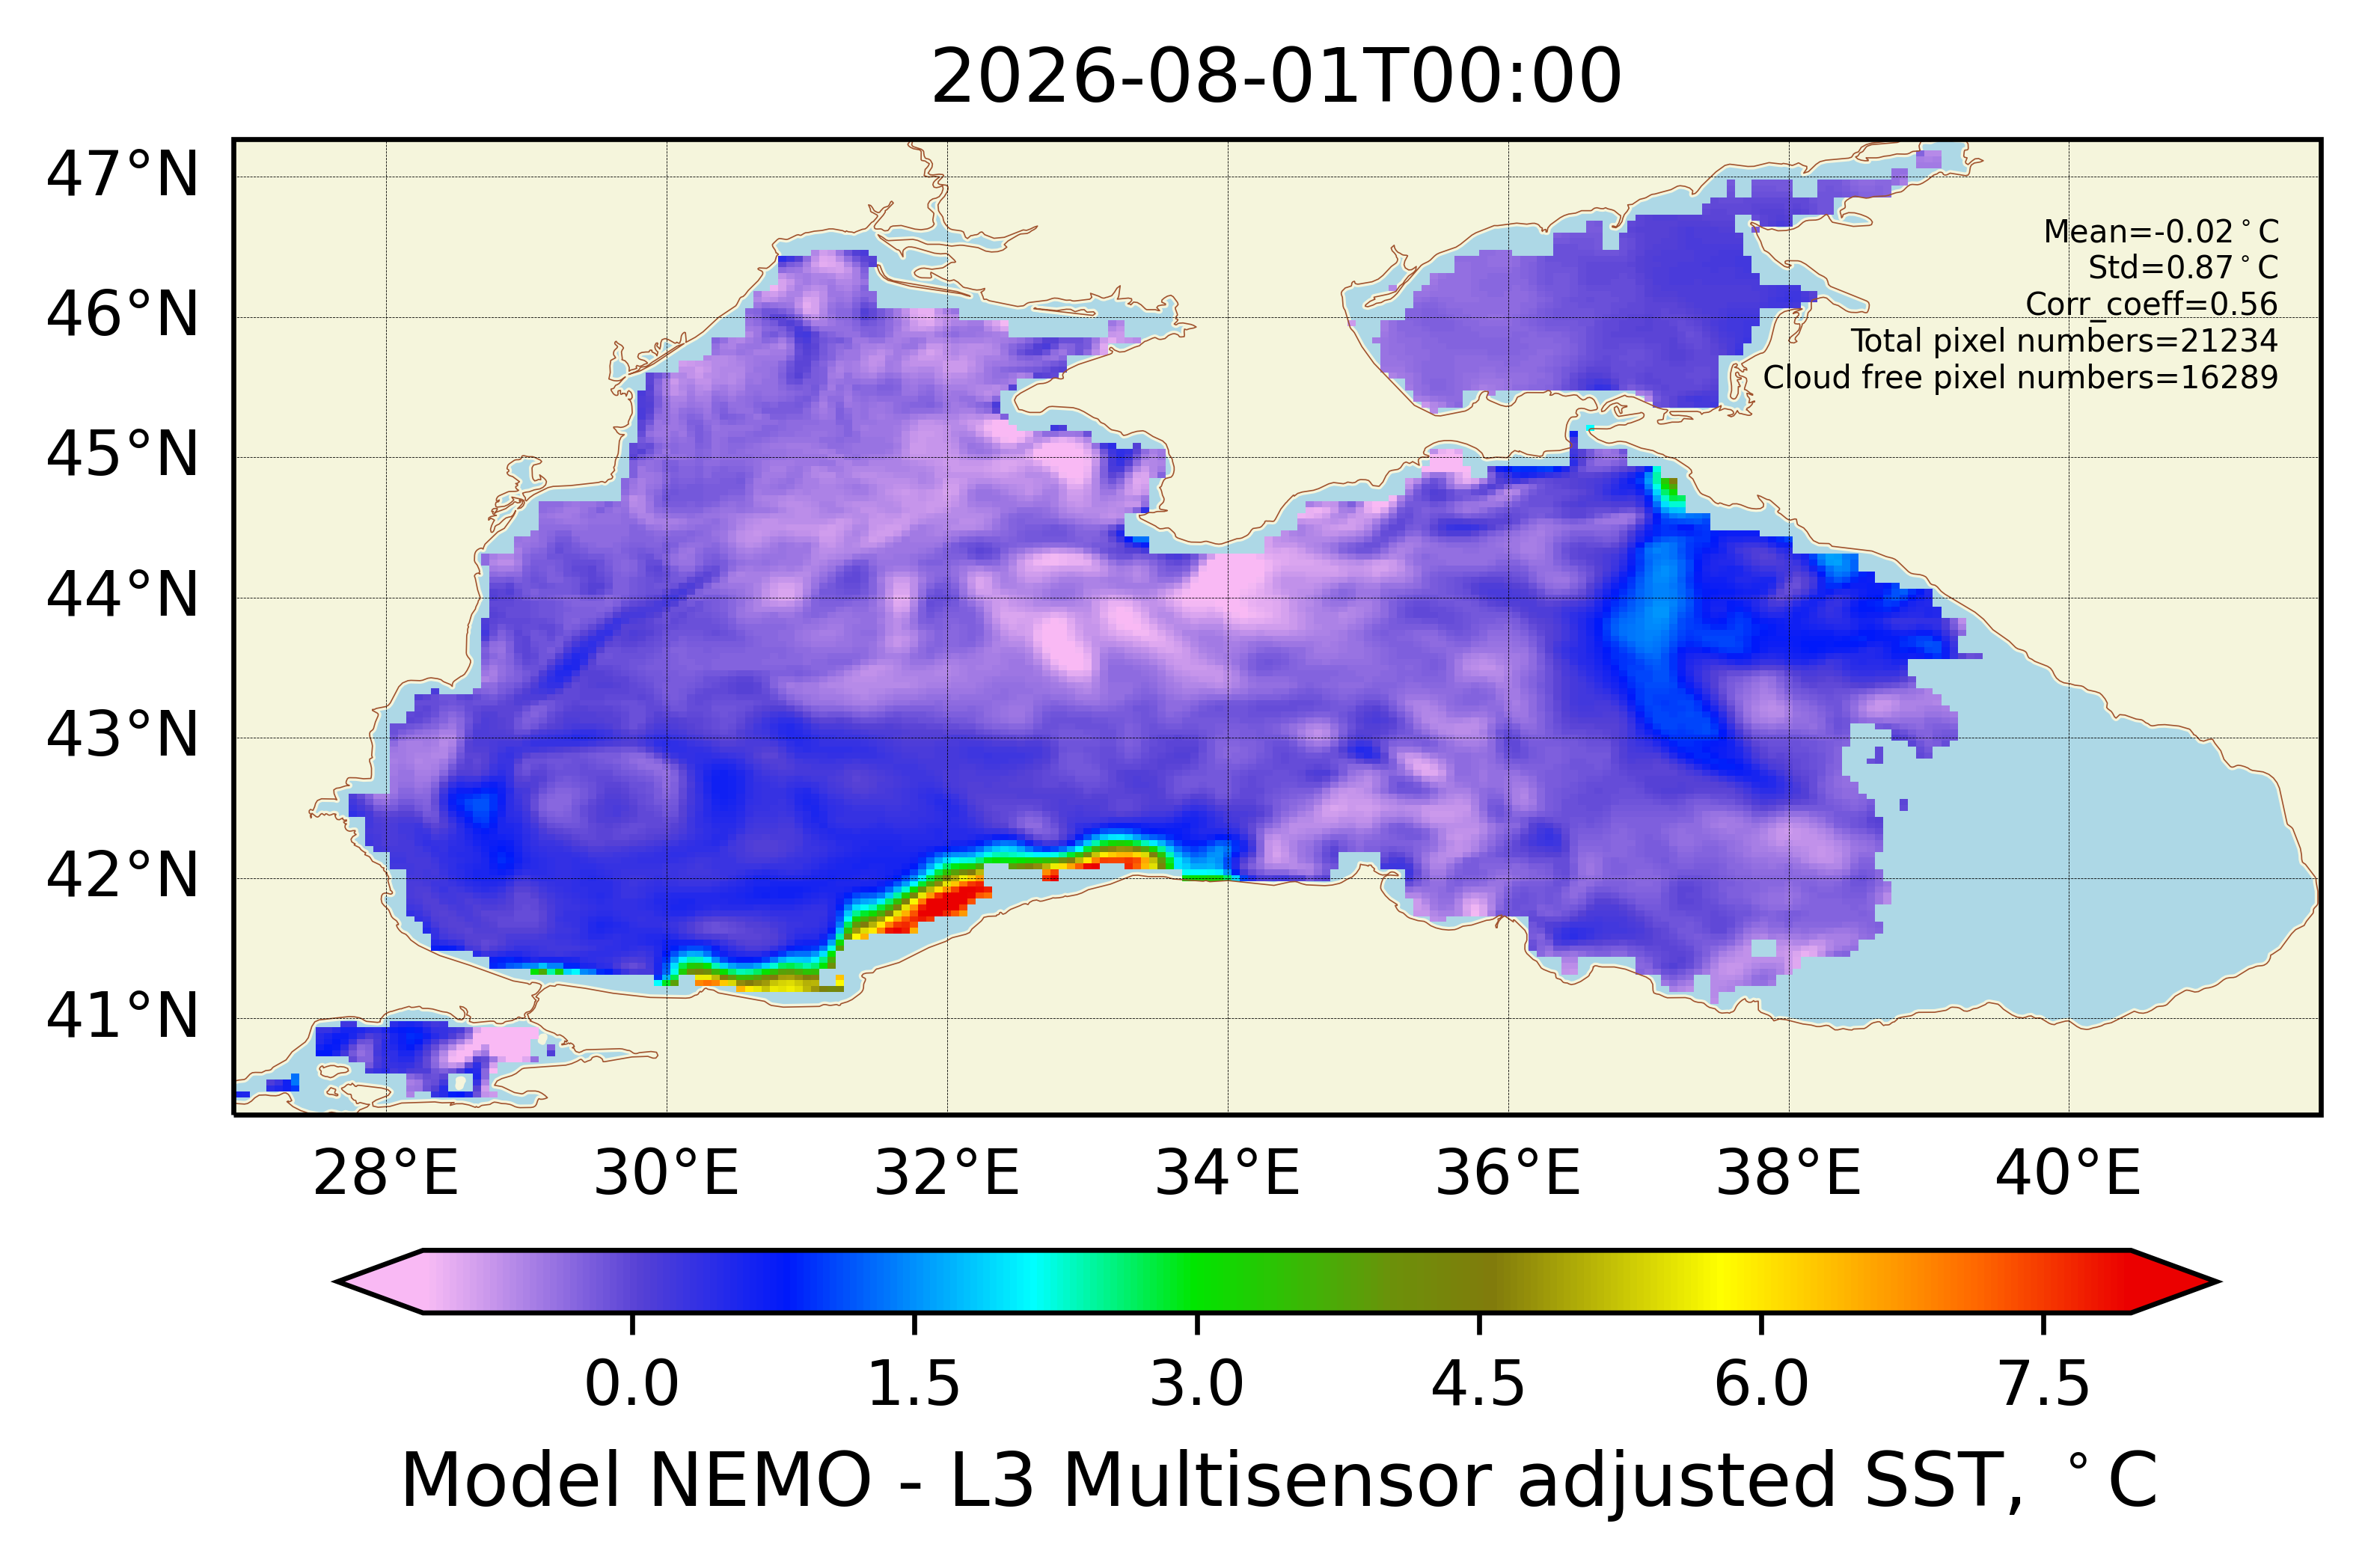 2026-08-01T00:00
47°N
46°N
45°N
44°N
43°N
42°N
41°N
Mean=-0.02°C
Std=0.87°C
Corr_coeff=0.56
Total pixel numbers=21234
Cloud free pixel numbers=16289
28°E 30°E 32°E 34°E 36°E 38°E 40°E
0.0 1.5 3.0 4.5 6.0 7.5
Model NEMO - L3 Multisensor adjusted SST, °C